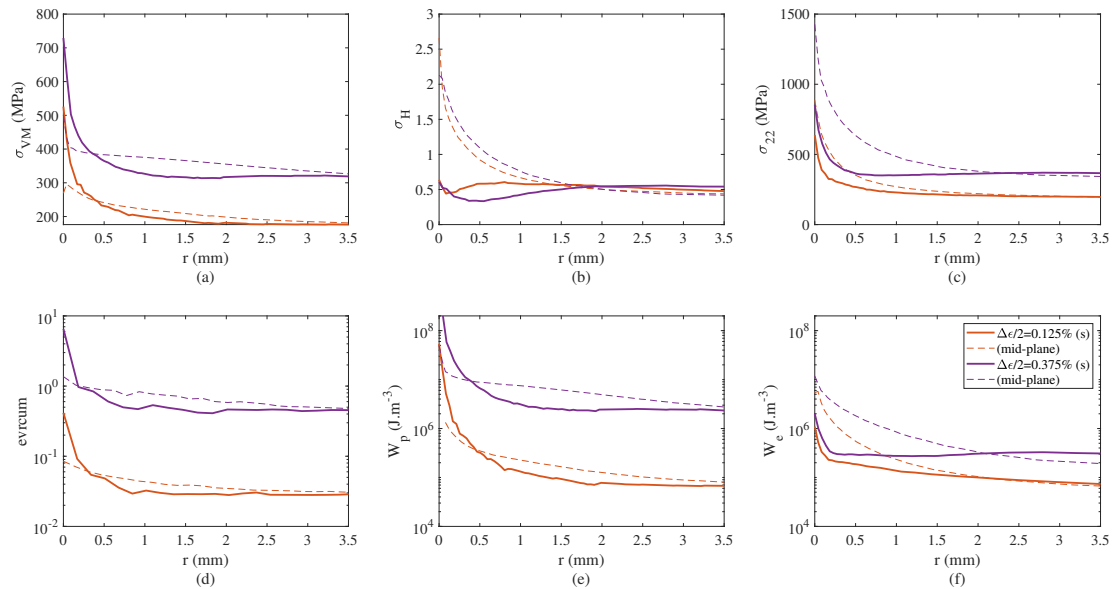 800
700
600
500
400
300
200
σVM (MPa)
0 0.5 1 1.5 2 2.5 3 3.5
r (mm)
(a)
3
2.5
2
1.5
1
0.5
0
σH
0 0.5 1 1.5 2 2.5 3 3.5
r (mm)
(b)
1500
1000
500
0
σ22 (MPa)
0 0.5 1 1.5 2 2.5 3 3.5
r (mm)
(c)
10^1
10^0
10^-1
10^-2
evrcum
0 0.5 1 1.5 2 2.5 3 3.5
r (mm)
(d)
10^8
10^6
10^4
Wp (J.m^-3)
0 0.5 1 1.5 2 2.5 3 3.5
r (mm)
(e)
10^8
10^6
10^4
We (J.m^-3)
Δϵ/2=0.125% (s)
(mid-plane)
Δϵ/2=0.375% (s)
(mid-plane)
0 0.5 1 1.5 2 2.5 3 3.5
r (mm)
(f)